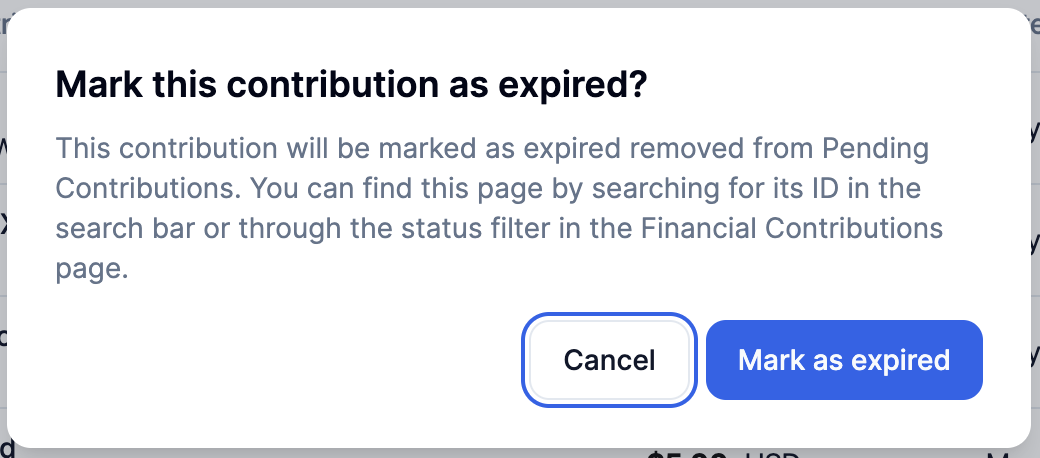 Mark this contribution as expired?
This contribution will be marked as expired removed from Pending
Contributions. You can find this page by searching for its ID in the
search bar or through the status filter in the Financial Contributions
page.
Cancel
Mark as expired